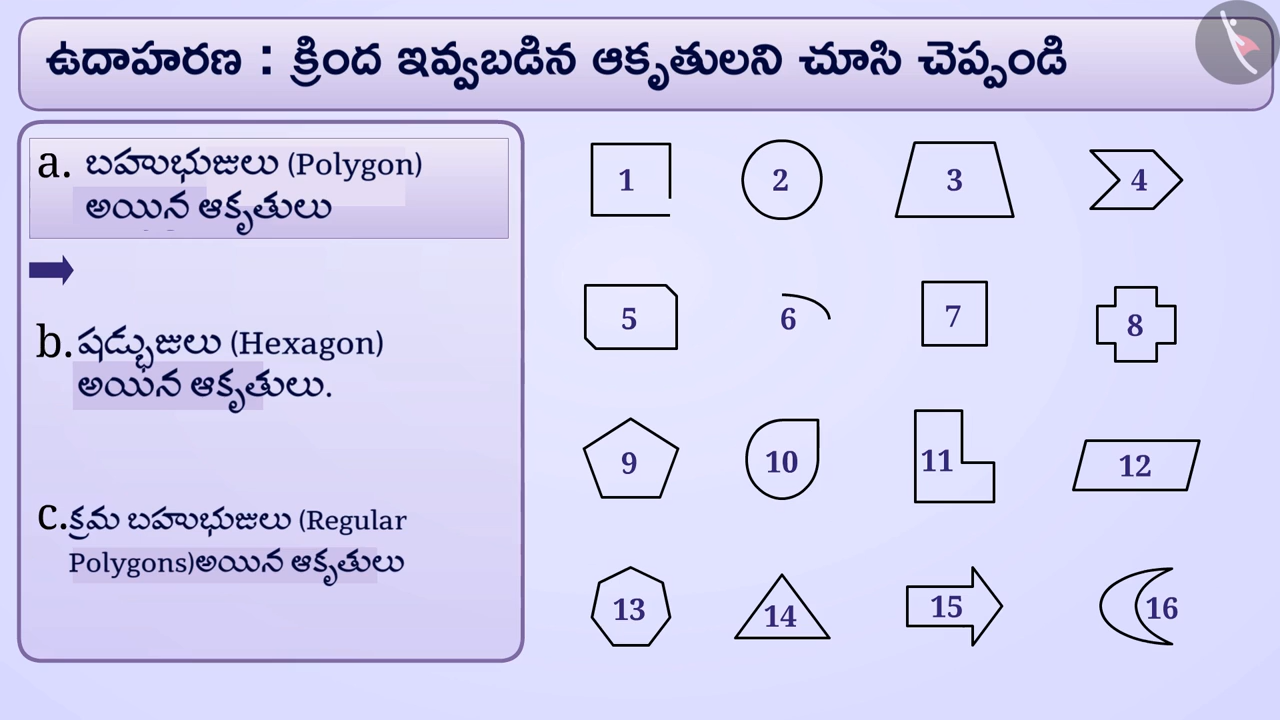 ఉదాహరణ : క్రింద ఇవ్వబడిన ఆకృతులని చూసి చెప్పండి
a. బహుభుజులు (Polygon)
అయిన ఆకృతులు
b. షడ్భుజులు (Hexagon)
అయిన ఆకృతులు.
c. క్రమ బహుభుజులు (Regular
Polygons)అయిన ఆకృతులు
1 2 3 4
5 6 7 8
9 10 11 12
13 14 15 16